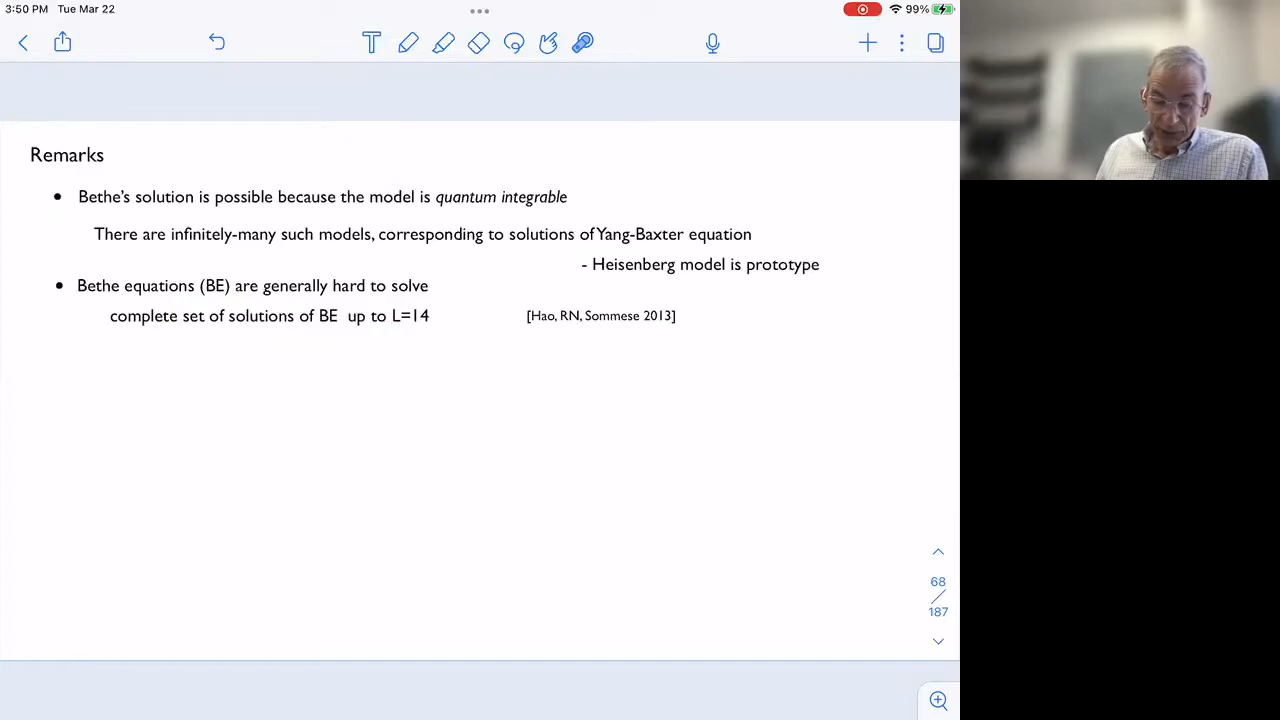 3:50 PM Tue Mar 22
99%
Remarks
• Bethe's solution is possible because the model is quantum integrable
There are infinitely-many such models, corresponding to solutions of Yang-Baxter equation
- Heisenberg model is prototype
• Bethe equations (BE) are generally hard to solve
complete set of solutions of BE up to L=14 [Hao, RN, Sommese 2013]
68
187